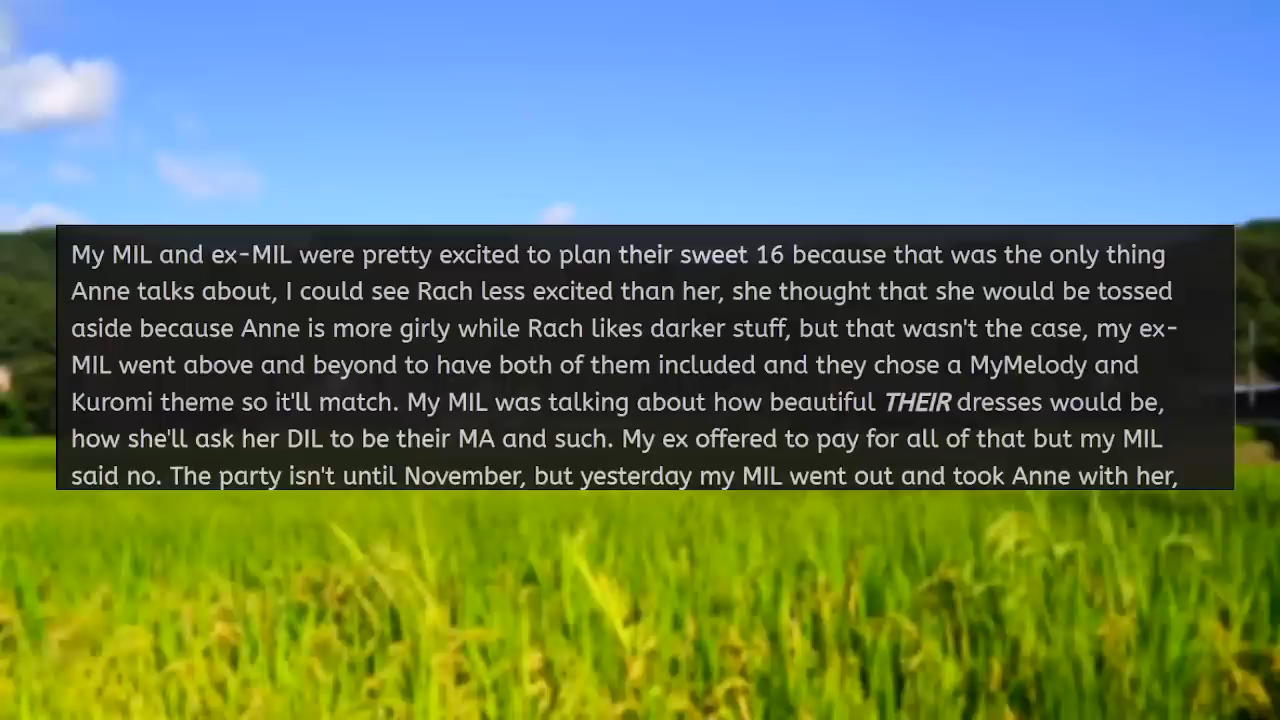 My MIL and ex-MIL were pretty excited to plan their sweet 16 because that was the only thing
Anne talks about, I could see Rach less excited than her, she thought that she would be tossed
aside because Anne is more girly while Rach likes darker stuff, but that wasn't the case, my ex-
MIL went above and beyond to have both of them included and they chose a MyMelody and
Kuromi theme so it'll match. My MIL was talking about how beautiful THEIR dresses would be,
how she'll ask her DIL to be their MA and such. My ex offered to pay for all of that but my MIL
said no. The party isn't until November, but yesterday my MIL went out and took Anne with her,